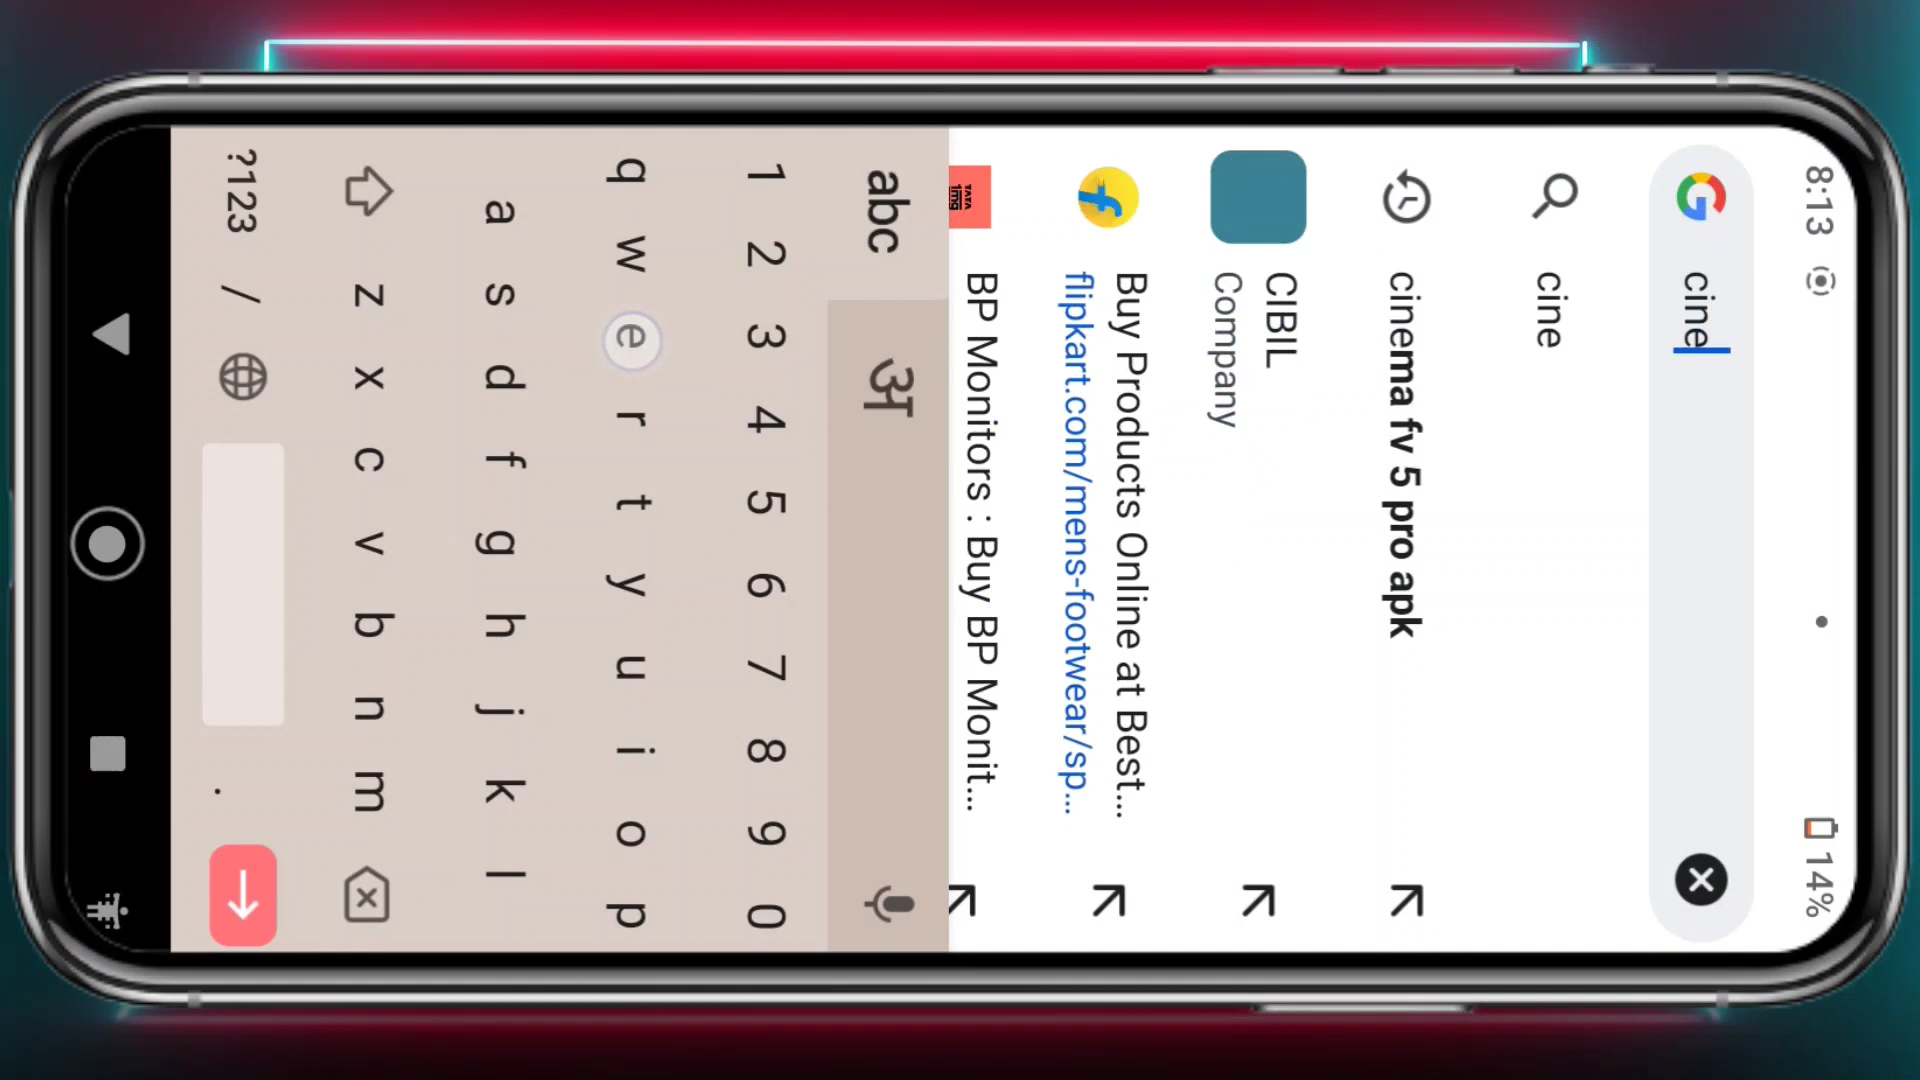 8:13
14%
cine
cine
cinema fv 5 pro apk
CIBIL
Company
Buy Products Online at Best...
flipkart.com/mens-footwear/sp...
TATA
1mg
BP Monitors : Buy BP Monit...
abc अ
1 2 3 4 5 6 7 8 9 0
q w e r t y u i o p
a s d f g h j k l
z x c v b n m
?123 / .